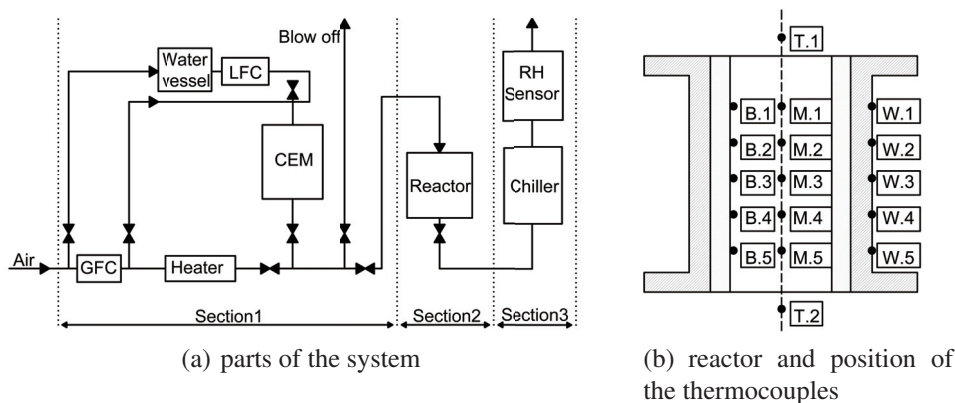 Blow off
Water
vessel
LFC
RH
Sensor
CEM
Reactor
Chiller
Air
GFC
Heater
Section1
Section2
Section3
(a) parts of the system
T.1
B.1 M.1 W.1
B.2 M.2 W.2
B.3 M.3 W.3
B.4 M.4 W.4
B.5 M.5 W.5
T.2
(b) reactor and position of
the thermocouples